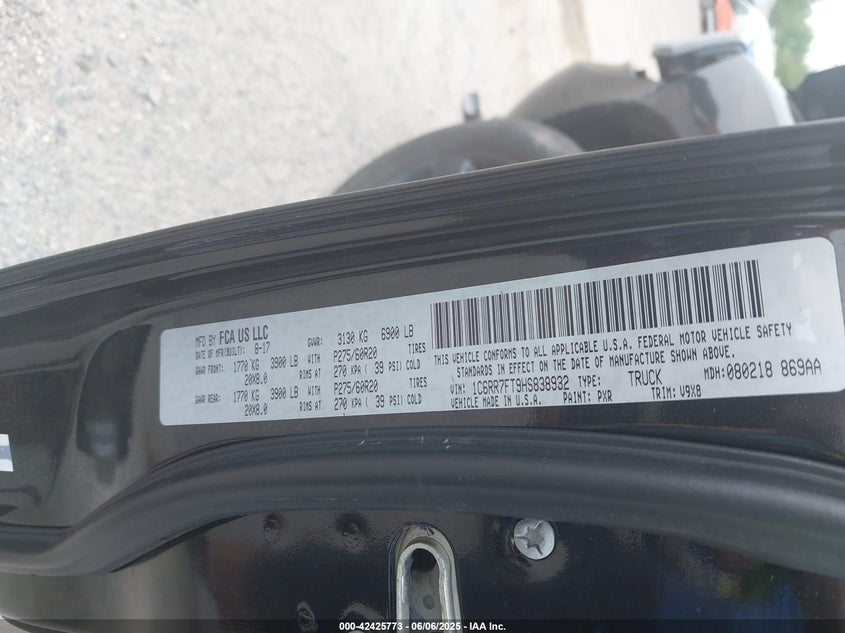 MFD BY FCA US LLC
DATE OF MFR(BUILT): 8-17 GVWR: 3130 KG 6900 LB
GAWR FRONT: 1770 KG 3900 LB WITH P275/60R20 TIRES
20X8.0 RIMS AT 270 KPA ( 39 PSI) COLD
GAWR REAR: 1770 KG 3900 LB WITH P275/60R20 TIRES
20X8.0 RIMS AT 270 KPA ( 39 PSI) COLD
THIS VEHICLE CONFORMS TO ALL APPLICABLE U.S.A. FEDERAL MOTOR VEHICLE SAFETY
STANDARDS IN EFFECT ON THE DATE OF MANUFACTURE SHOWN ABOVE.
VIN: 1C6RR7FT9HS838932 TYPE: TRUCK MDH: 080218 869AA
VEHICLE MADE IN U.S.A. PAINT: PXR TRIM: V9X8
000-42425773 - 06/06/2025 - IAA Inc.